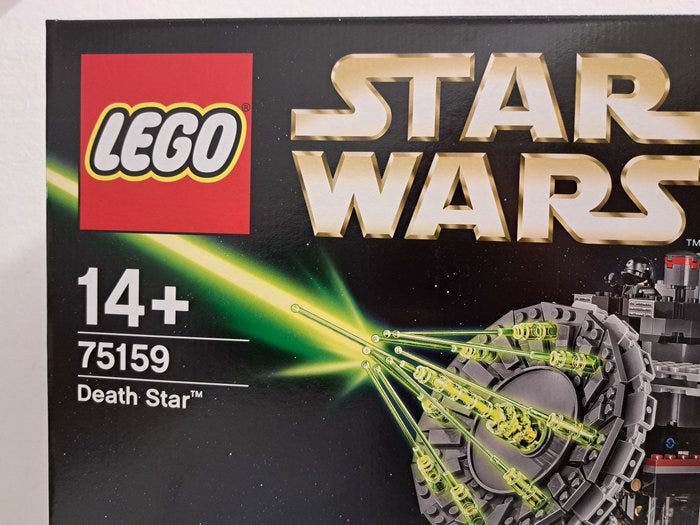 LEGO®
STAR
WARS
TM
14+
75159
Death Star™